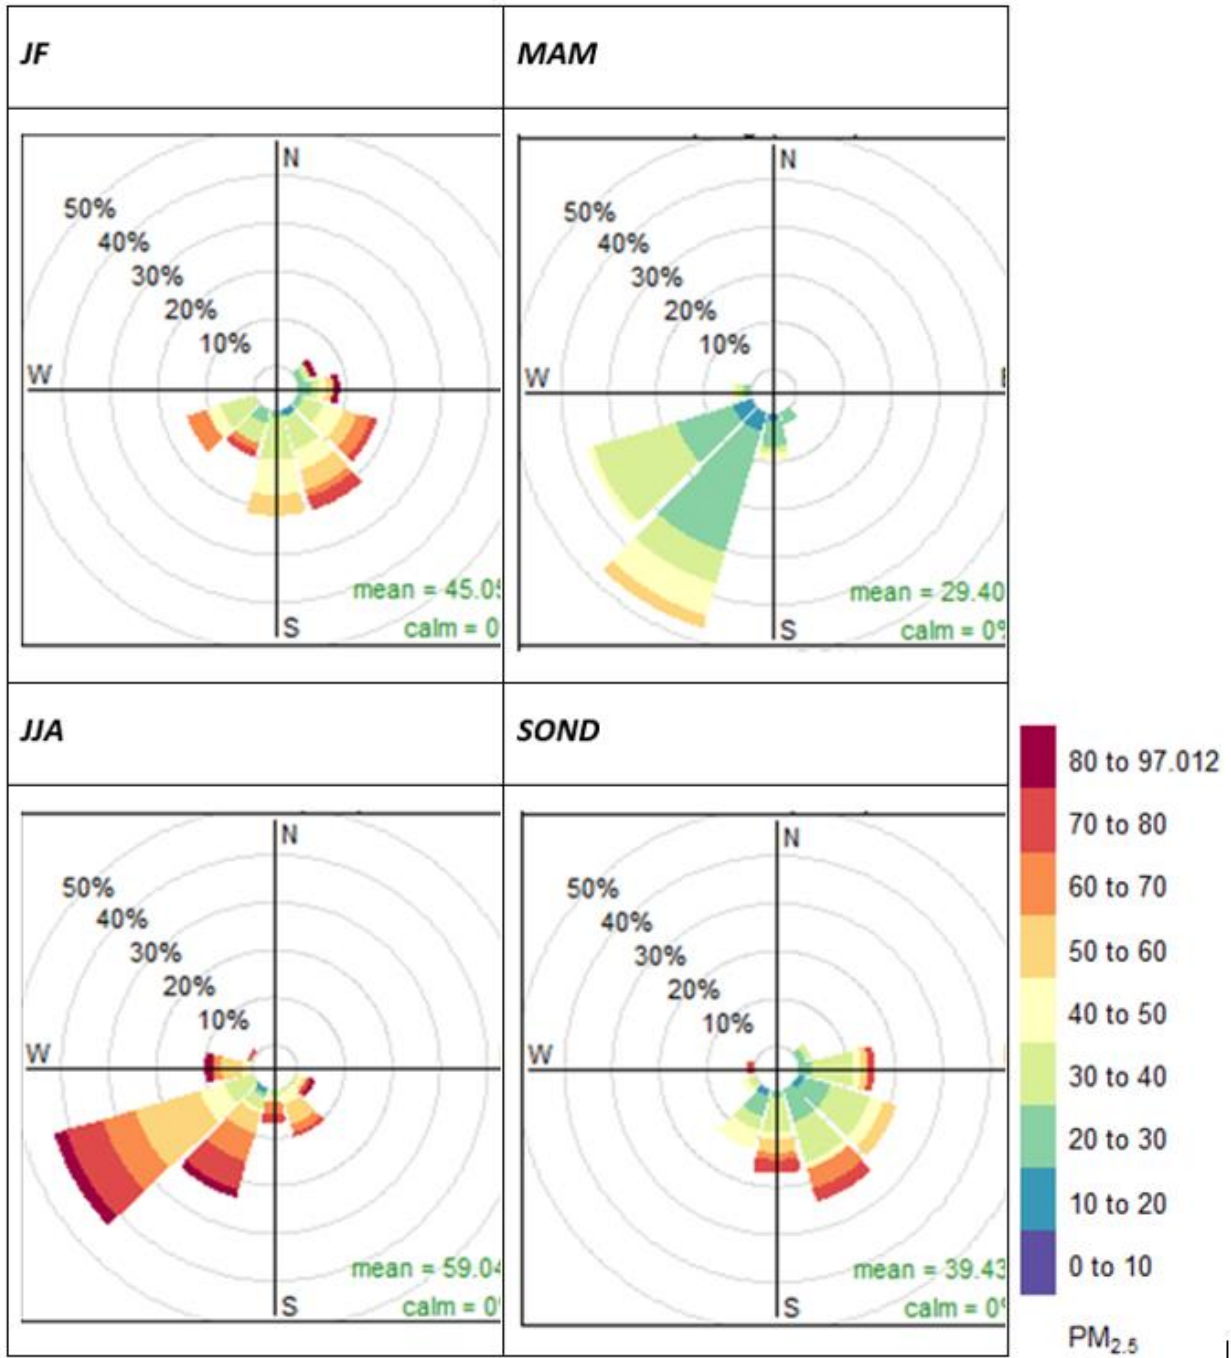 JF
N
50%
40%
30%
20%
10%
W
S
mean = 45.05
calm = 0
MAM
N
50%
40%
30%
20%
10%
W
S
mean = 29.40
calm = 0%
JJA
N
50%
40%
30%
20%
10%
W
S
mean = 59.04
calm = 0
SOND
N
50%
40%
30%
20%
10%
W
S
mean = 39.43
calm = 0%
80 to 97.012
70 to 80
60 to 70
50 to 60
40 to 50
30 to 40
20 to 30
10 to 20
0 to 10
PM2.5